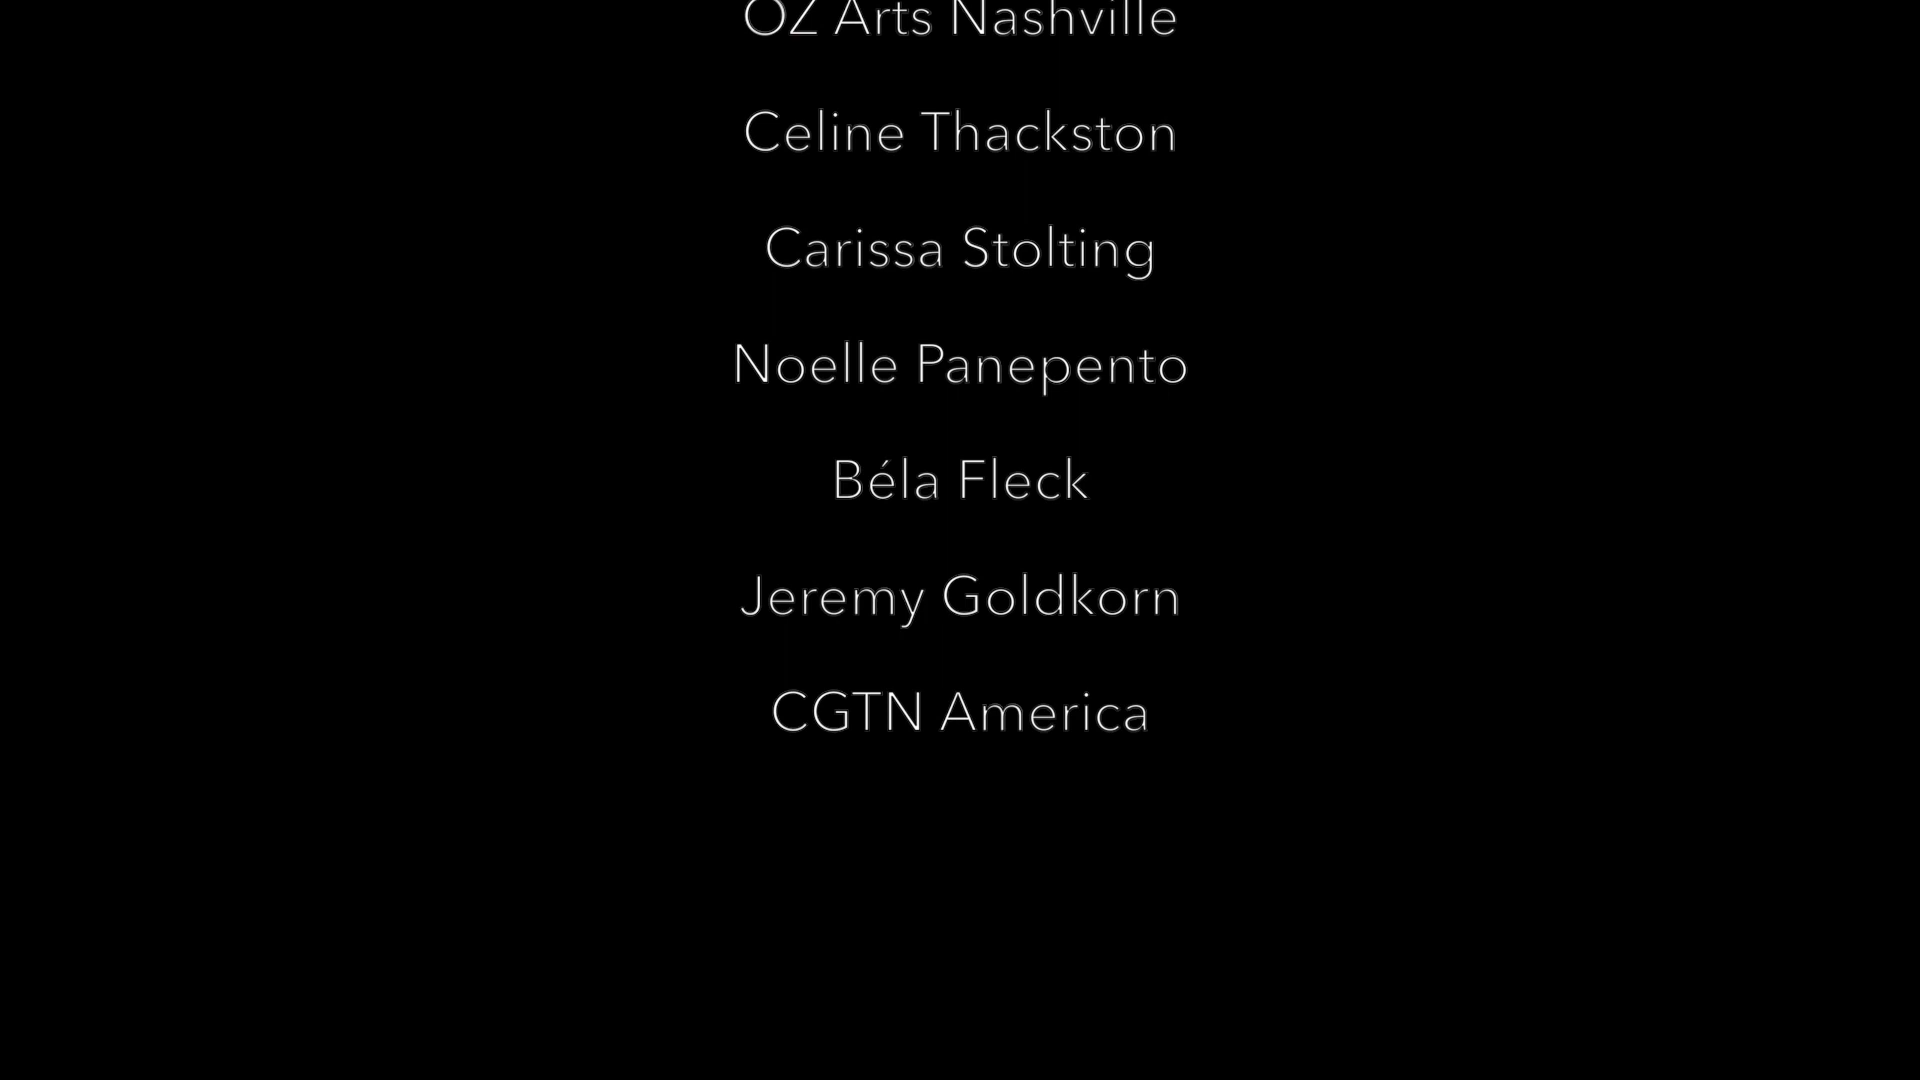 OZ Arts Nashville
Celine Thackston
Carissa Stolting
Noelle Panepento
Béla Fleck
Jeremy Goldkorn
CGTN America